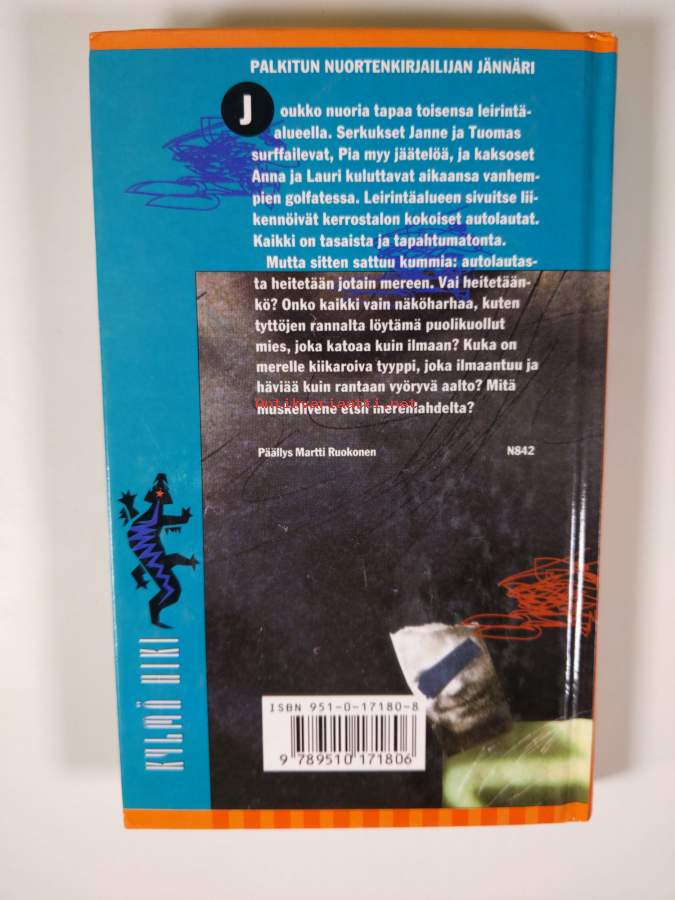 PALKITUN NUORTENKIRJAILIJAN JÄNNÄRI
Joukko nuoria tapaa toisensa leirintä-
alueella. Serkukset Janne ja Tuomas
surffailevat, Pia myy jäätelöä, ja kaksoset
Anna ja Lauri kuluttavat aikaansa vanhem-
pien golfatessa. Leirintäalueen sivuitse lii-
kennöivät kerrostalon kokoiset autolautat.
Kaikki on tasaista ja tapahtumatonta.
Mutta sitten sattuu kummia: autolautas-
ta heitetään jotain mereen. Vai heitetään-
kö? Onko kaikki vain näköharhaa, kuten
tyttöjen rannalta löytämä puolikuollut
mies, joka katoaa kuin ilmaan? Kuka on
merelle kiikaroiva tyyppi, joka ilmaantuu ja
häviää kuin rantaan vyöryvä aalto? Mitä
Antikvariaatti.net
muskelivene etsii merenlahdelta?
Päällys Martti Ruokonen N842
KYLMÄ HIKI
ISBN 951-0-17180-8
9 789510 171806